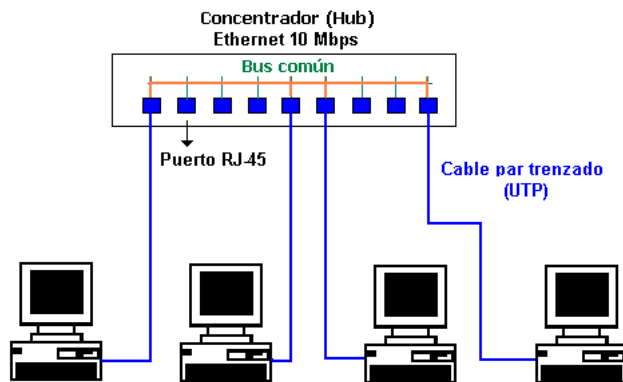 Concentrador (Hub)
Ethernet 10 Mbps
Bus común
Puerto RJ-45
Cable par trenzado
(UTP)